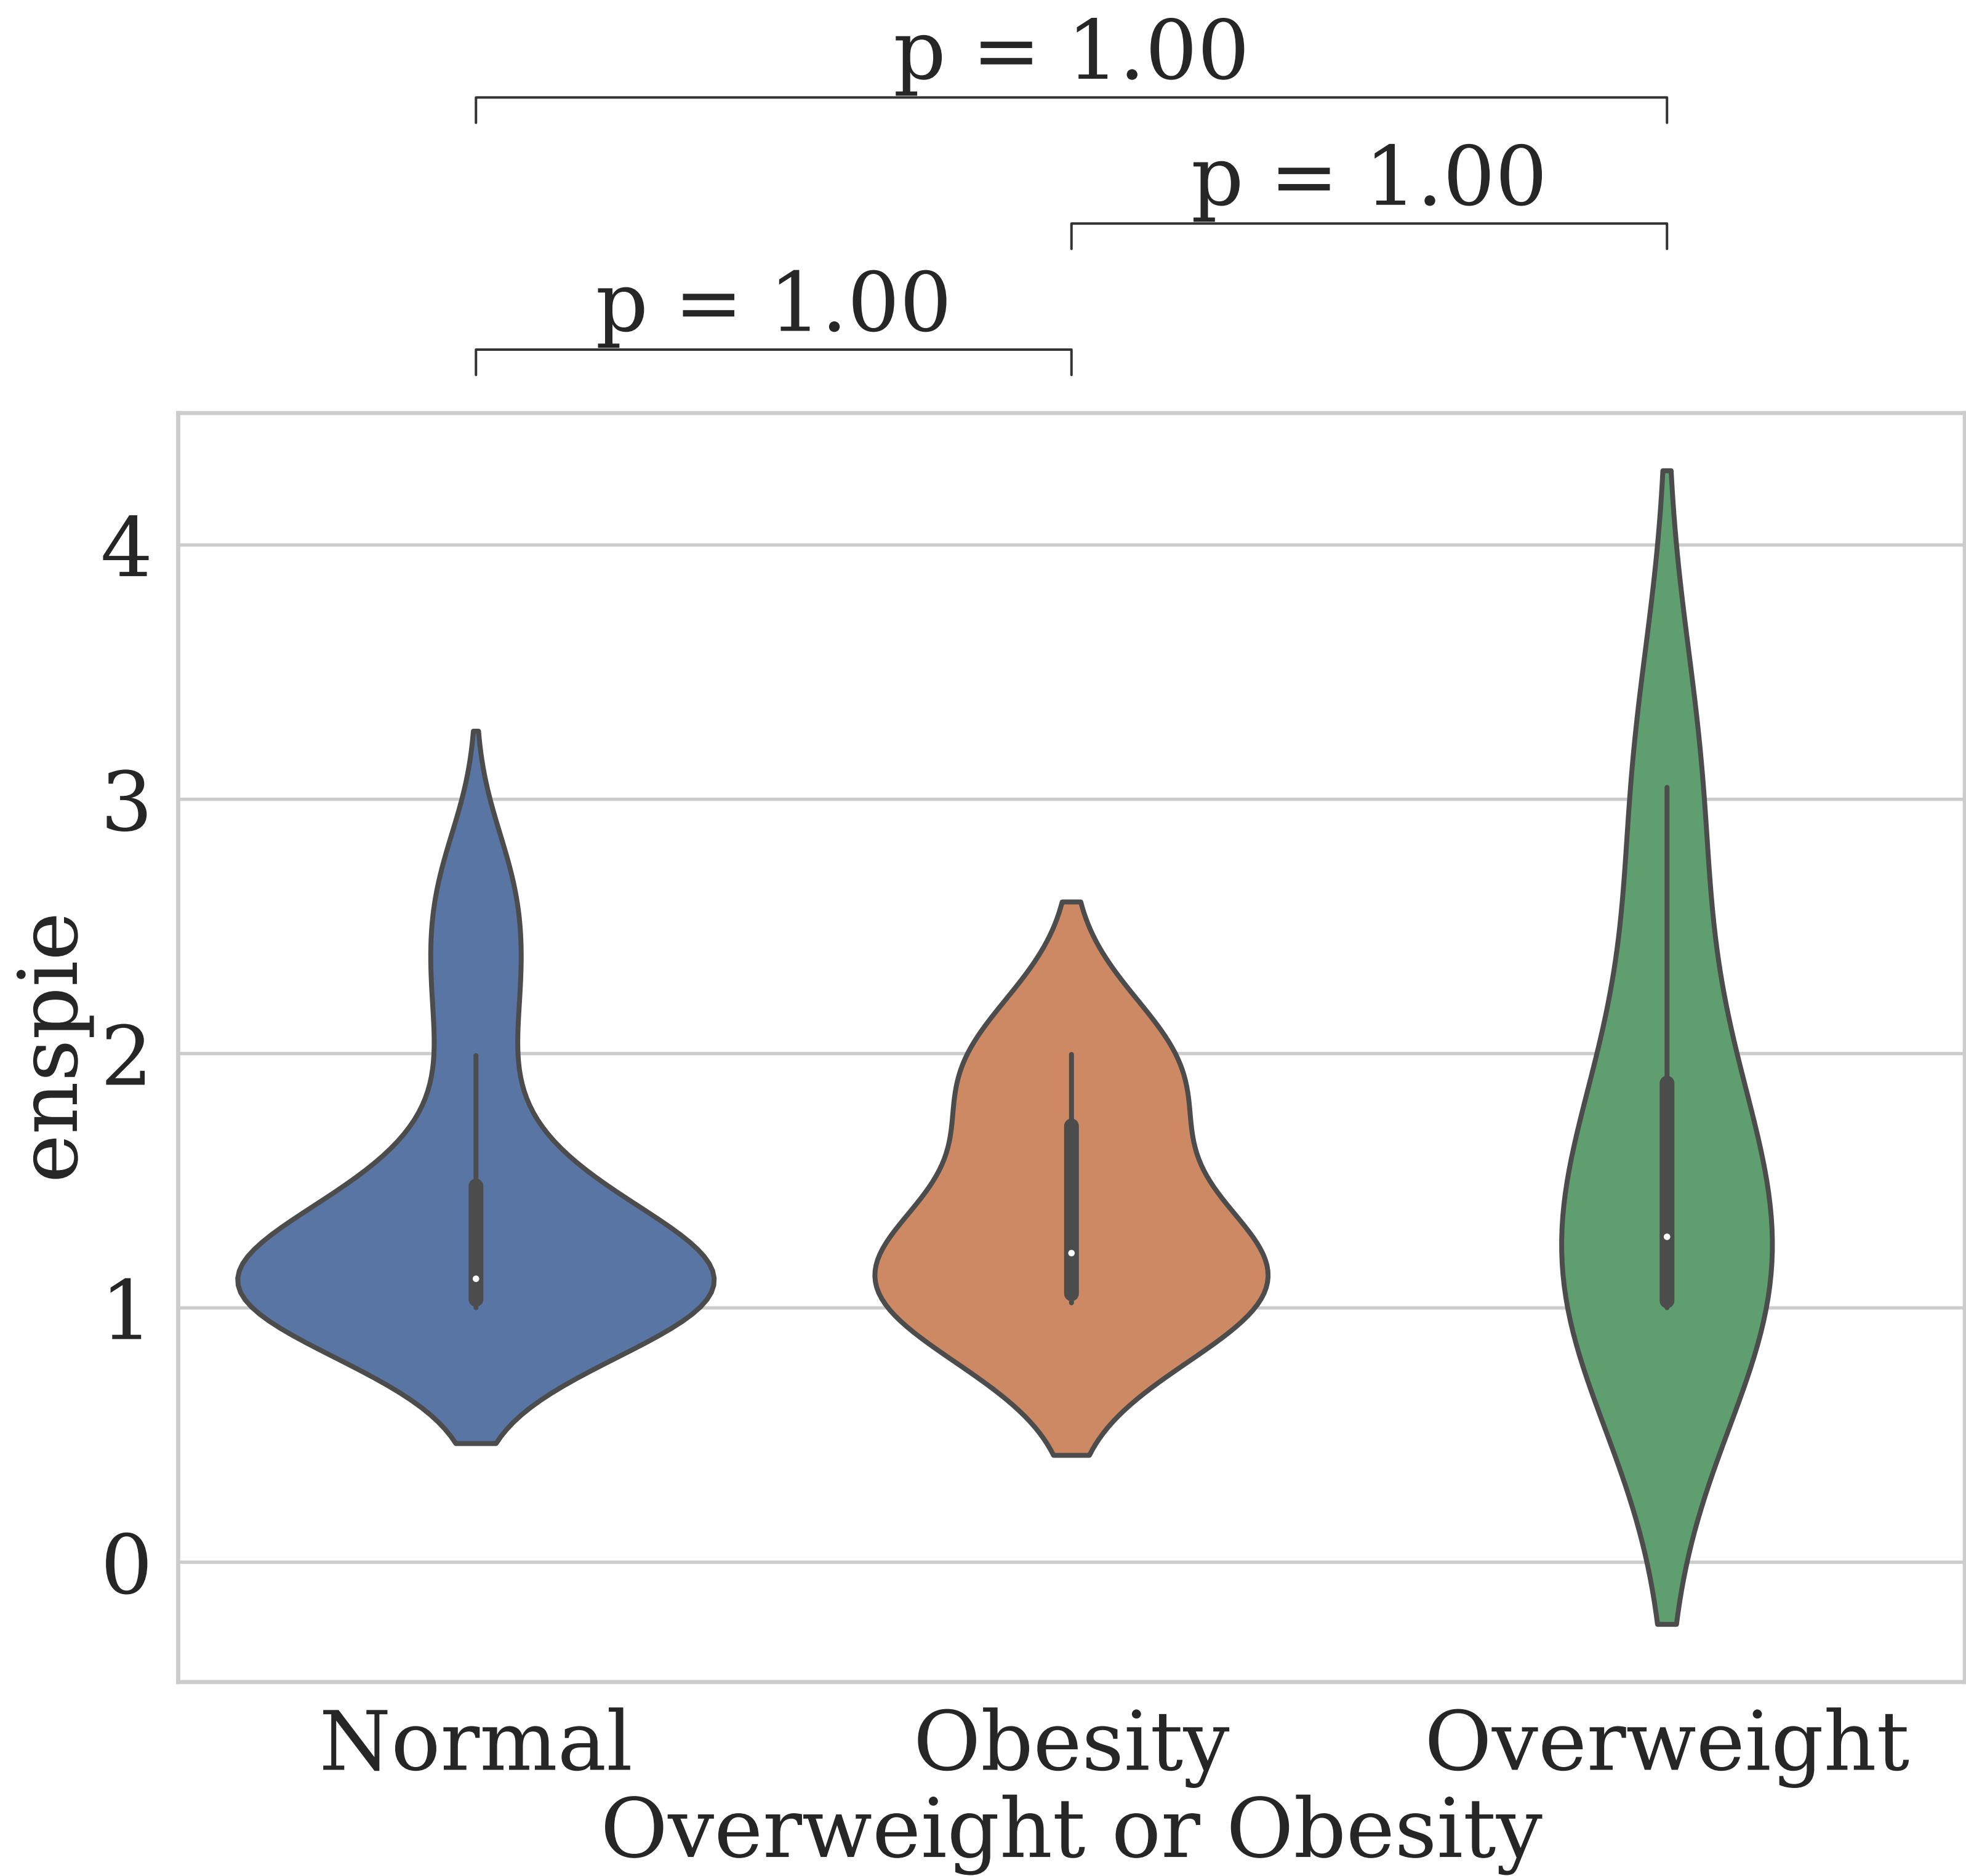 p = 1.00
p = 1.00
p = 1.00
4
3
2
1
0
enspie
Normal
Obesity
Overweight
Overweight or Obesity